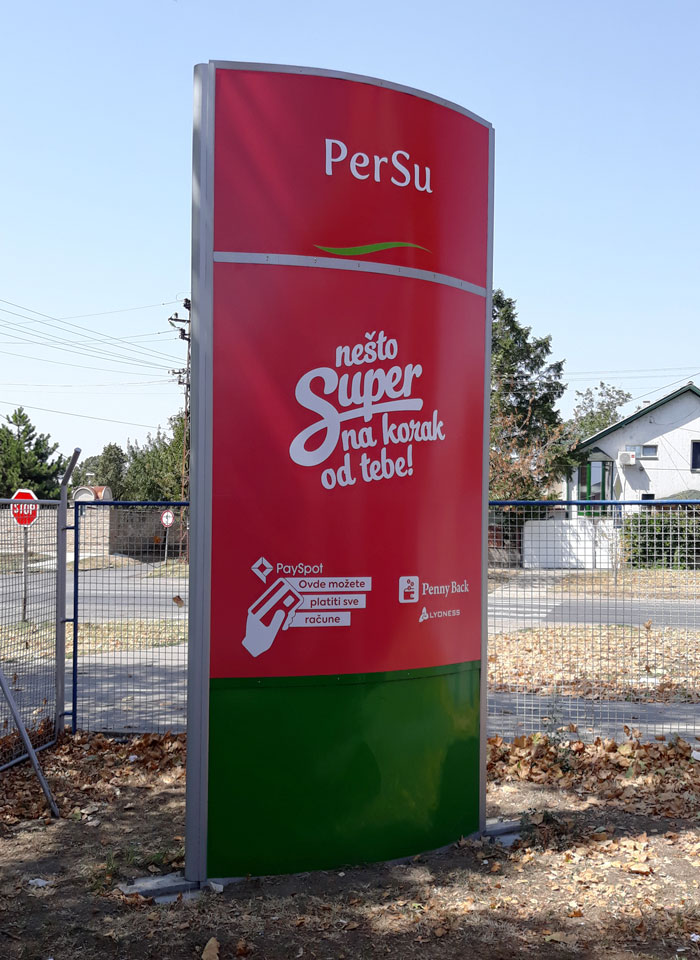 PerSu
nešto
Super
na korak
od tebe!
PaySpot
Ovde možete
platiti sve
račune
Penny Back
LYONESS
STOP